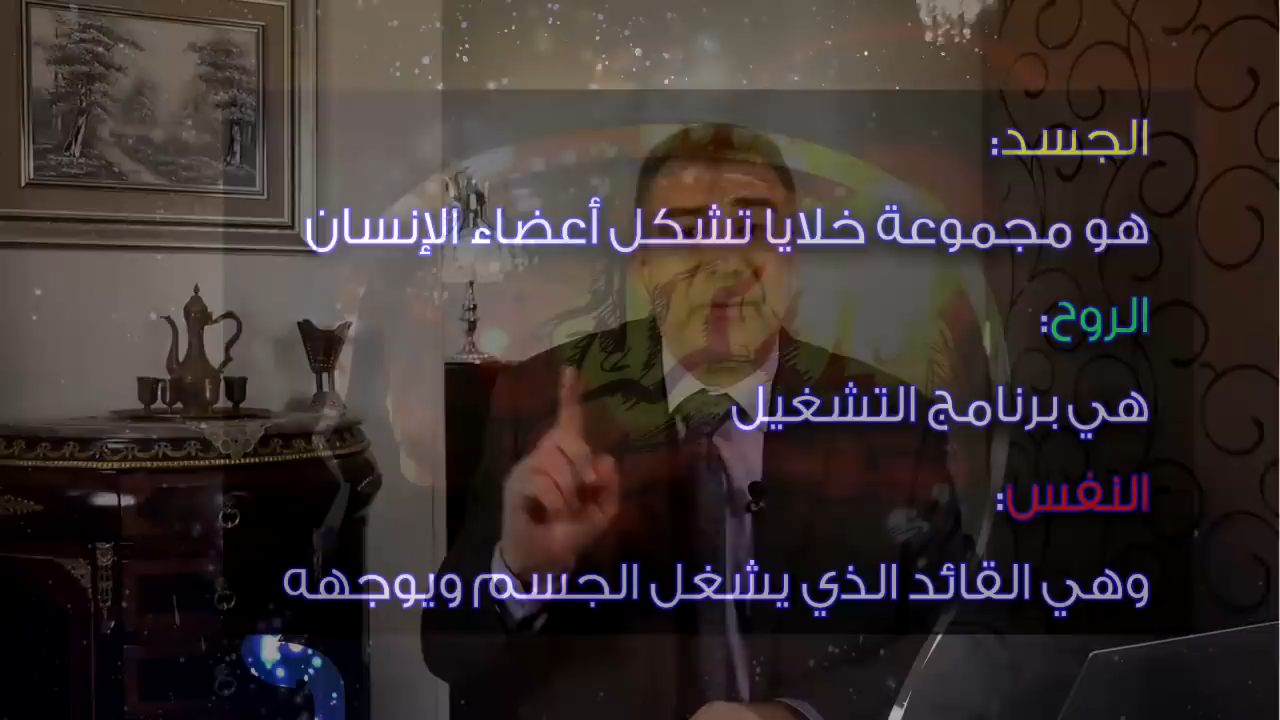 الجسد:
هو مجموعة خلايا تشكل أعضاء الإنسان
الروح:
هي برنامج التشغيل
النفس:
وهي القائد الذي يشغل الجسم ويوجهه